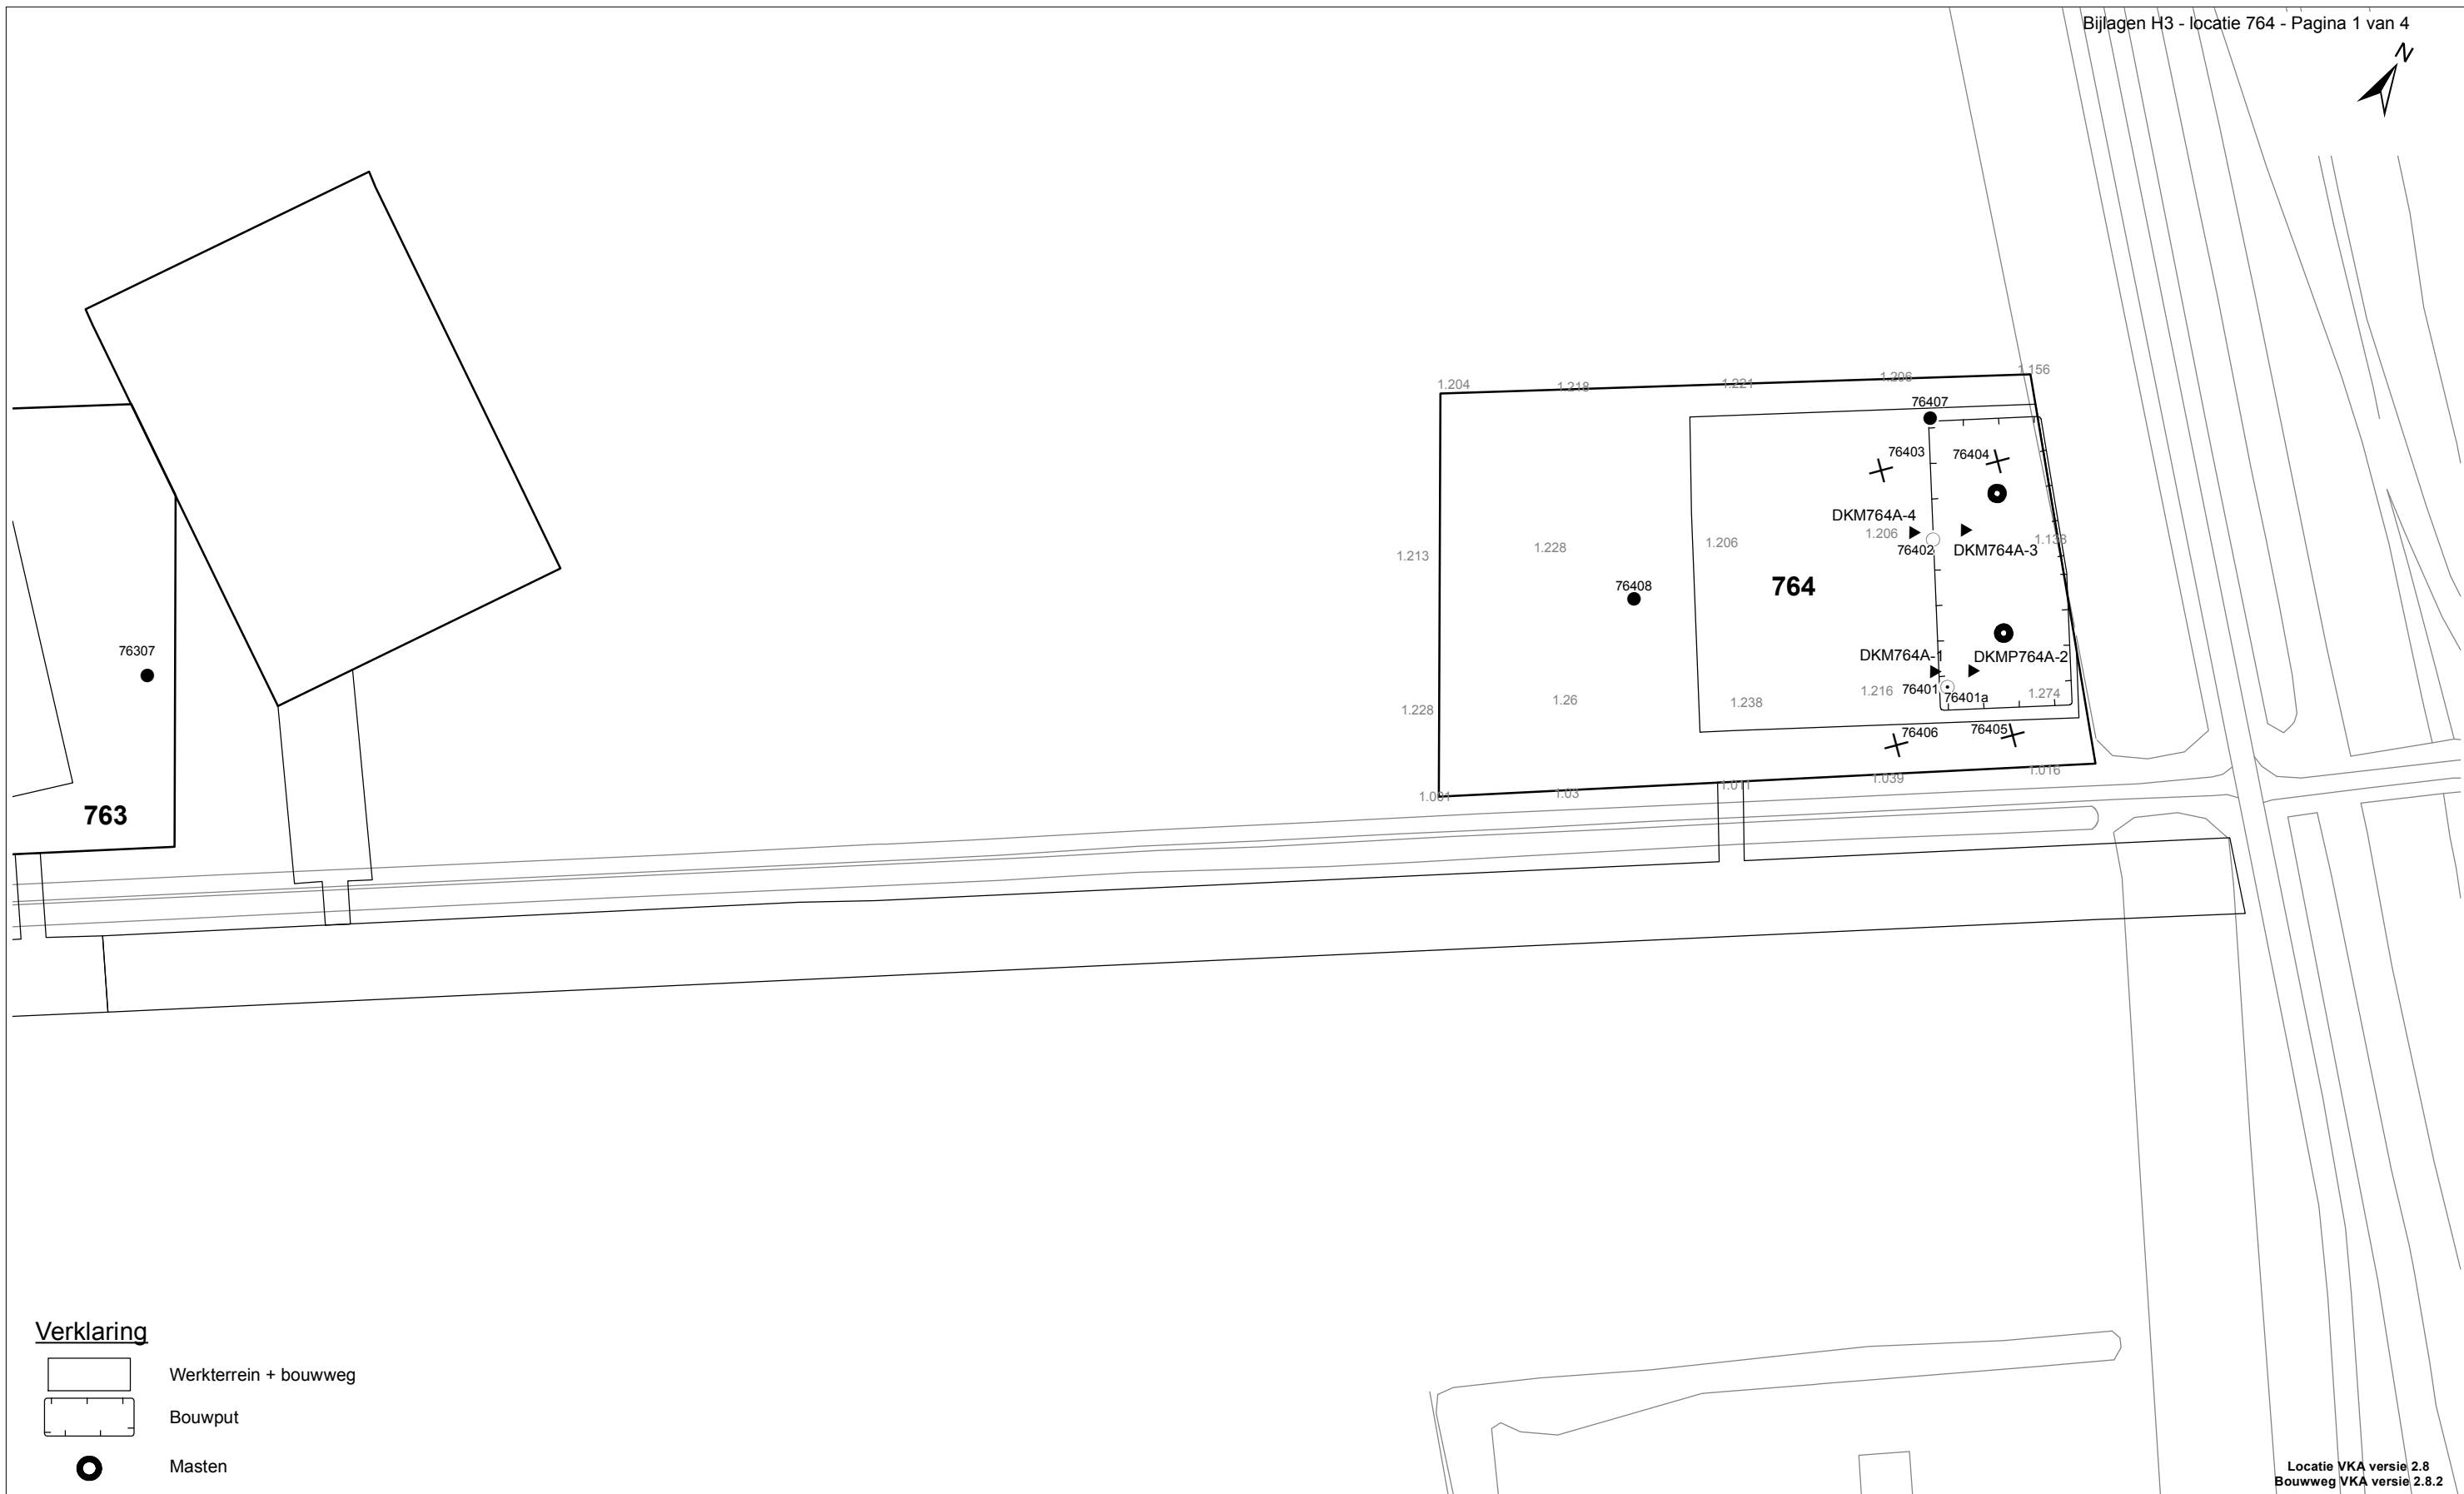 Bijlagen H3 - locatie 764 - Pagina 1 van 4
N
1.204
1.218
1.221
1.206
1.156
76407
76403
76404
DKM764A-4
1.206
76402
DKM764A-3
1.138
1.213
1.228
1.206
764
76408
76307
DKM764A-1
DKMP764A-2
1.216
76401
76401a
1.274
1.228
1.26
1.238
76406
76405
1.03
1.011
1.039
1.016
763
Verklaring
Werkterrein + bouwweg
Bouwput
Masten
Locatie VKA versie 2.8
Bouwweg VKA versie 2.8.2